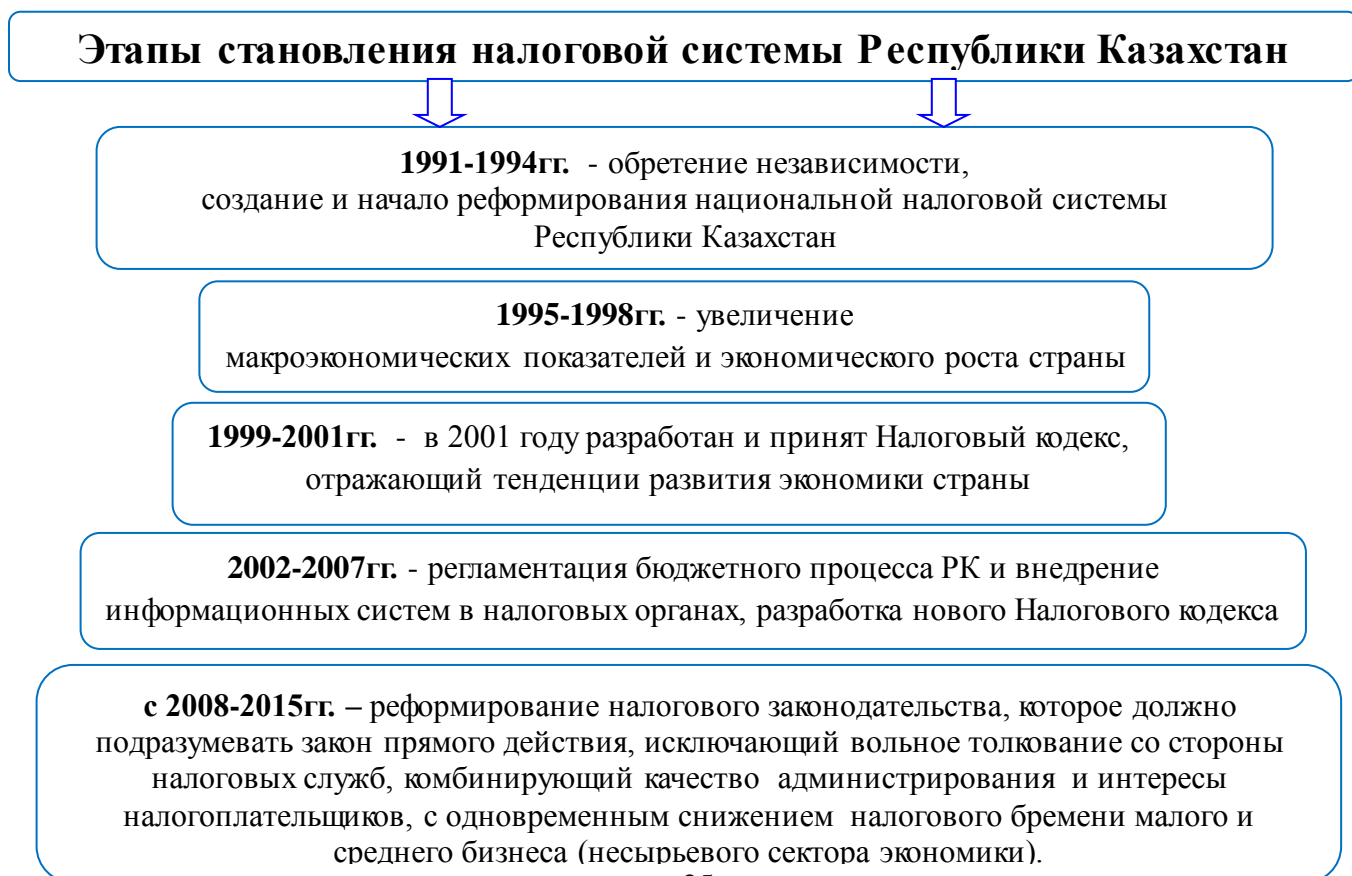 Этапы становления налоговой системы Республики Казахстан
1991-1994гг. - обретение независимости,
создание и начало реформирования национальной налоговой системы
Республики Казахстан
1995-1998гг. - увеличение
макроэкономических показателей и экономического роста страны
1999-2001гг. - в 2001 году разработан и принят Налоговый кодекс,
отражающий тенденции развития экономики страны
2002-2007гг. - регламентация бюджетного процесса РК и внедрение
информационных систем в налоговых органах, разработка нового Налогового кодекса
с 2008-2015гг. – реформирование налогового законодательства, которое должно
подразумевать закон прямого действия, исключающий вольное толкование со стороны
налоговых служб, комбинирующий качество администрирования и интересы
налогоплательщиков, с одновременным снижением налогового бремени малого и
среднего бизнеса (несырьевого сектора экономики).